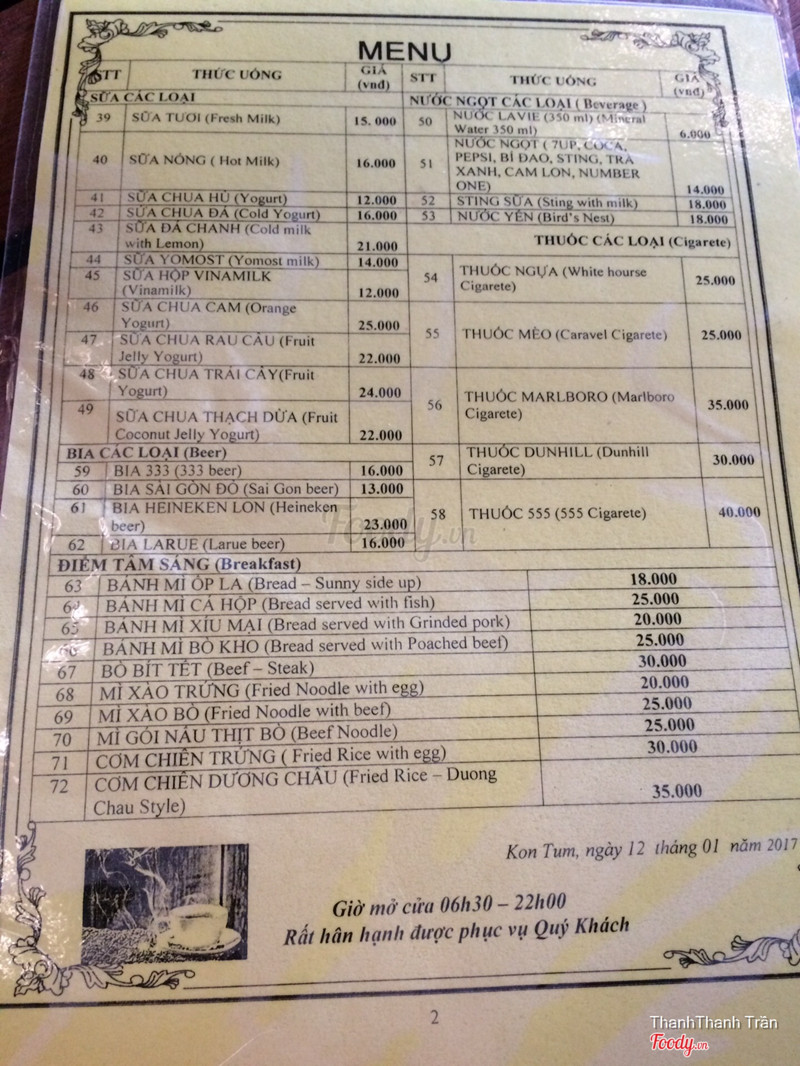 MENU
STT THỨC UỐNG GIÁ (vnđ) STT THỨC UỐNG GIÁ (vnđ)
SỮA CÁC LOẠI
39 SỮA TƯƠI (Fresh Milk) 15. 000
40 SỮA NÓNG ( Hot Milk) 16.000
41 SỮA CHUA HỦ (Yogurt) 12.000
42 SỮA CHUA ĐÁ (Cold Yogurt) 16.000
43 SỮA ĐÁ CHANH (Cold milk
with Lemon) 21.000
44 SỮA YOMOST (Yomost milk) 14.000
45 SỮA HỘP VINAMILK
(Vinamilk) 12.000
46 SỮA CHUA CAM (Orange
Yogurt) 25.000
47 SỮA CHUA RAU CÂU (Fruit
Jelly Yogurt) 22.000
48 SỮA CHUA TRÁI CÂY(Fruit
Yogurt) 24.000
49 SỮA CHUA THẠCH DỪA (Fruit
Coconut Jelly Yogurt) 22.000
BIA CÁC LOẠI (Beer)
59 BIA 333 (333 beer) 16.000
60 BIA SÀI GÒN ĐỎ (Sai Gon beer) 13.000
61 BIA HEINEKEN LON (Heineken
beer) 23.000
62 BIA LARUE (Larue beer) 16.000
NƯỚC NGỌT CÁC LOẠI ( Beverage )
50 NƯỚC LAVIE (350 ml) (Mineral
Water 350 ml) 6.000
51 NƯỚC NGỌT ( 7UP, COCA,
PEPSI, BÍ ĐAO, STING, TRÀ
XANH, CAM LON, NUMBER
ONE) 14.000
52 STING SỮA (Sting with milk) 18.000
53 NƯỚC YẾN (Bird's Nest) 18.000
THUỐC CÁC LOẠI (Cigarete)
54 THUỐC NGỰA (White hourse
Cigarete) 25.000
55 THUỐC MÈO (Caravel Cigarete) 25.000
56 THUỐC MARLBORO (Marlboro
Cigarete) 35.000
57 THUỐC DUNHILL (Dunhill
Cigarete) 30.000
58 THUỐC 555 (555 Cigarete) 40.000
ĐIỂM TÂM SÁNG (Breakfast)
63 BÁNH MÌ ỐP LA (Bread – Sunny side up) 18.000
64 BÁNH MÌ CÁ HỘP (Bread served with fish) 25.000
65 BÁNH MÌ XÍU MẠI (Bread served with Grinded pork) 20.000
66 BÁNH MÌ BÒ KHO (Bread served with Poached beef) 25.000
67 BÒ BÍT TẾT (Beef – Steak) 30.000
68 MÌ XÀO TRỨNG (Fried Noodle with egg) 20.000
69 MÌ XÀO BÒ (Fried Noodle with beef) 25.000
70 MÌ GÓI NẤU THỊT BÒ (Beef Noodle) 25.000
71 CƠM CHIÊN TRỨNG ( Fried Rice with egg) 30.000
72 CƠM CHIÊN DƯƠNG CHÂU (Fried Rice – Duong
Chau Style) 35.000
Kon Tum, ngày 12 tháng 01 năm 2017
Giờ mở cửa 06h30 – 22h00
Rất hân hạnh được phục vụ Quý Khách
2
Foody.vn
ThanhThanh Trần
Foody.vn